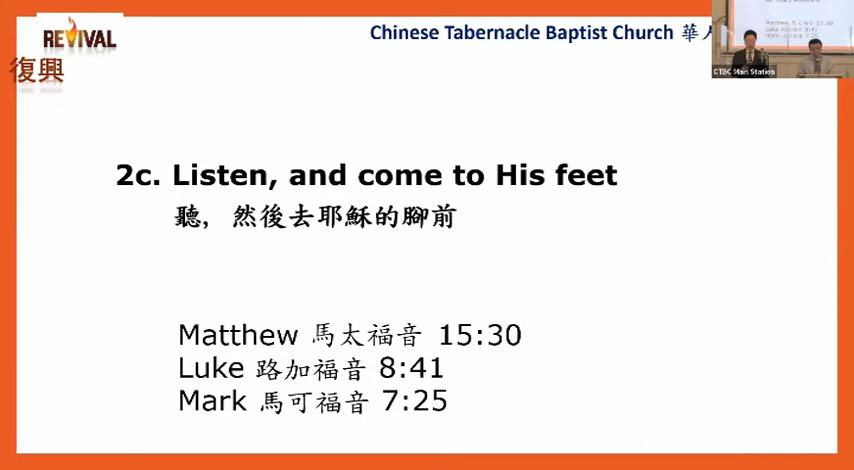 REVIVAL
復興
Chinese Tabernacle Baptist Church 華人
2c. Listen, and come to His feet
聽，然後去耶穌的腳前
Matthew 馬太福音 15:30
Luke 路加福音 8:41
Mark 馬可福音 7:25
CTBC Main Station